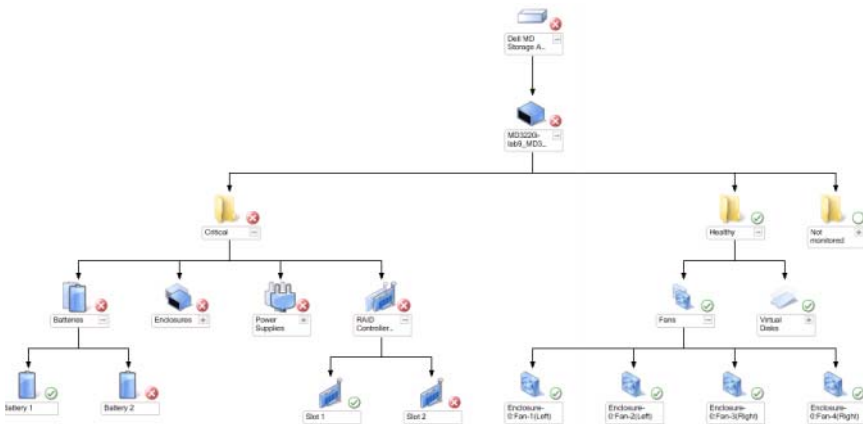 Dell MD
Storage A...
MD3220i-
lab9_MD3...
Critical
Healthy
Not
monitored
Batteries
Enclosures
Power
Supplies
RAID
Controller...
Fans
Virtual
Disks
Battery 1
Battery 2
Slot 1
Slot 2
Enclosure-
0:Fan-1(Left)
Enclosure-
0:Fan-2(Left)
Enclosure-
0:Fan-3(Right)
Enclosure-
0:Fan-4(Right)